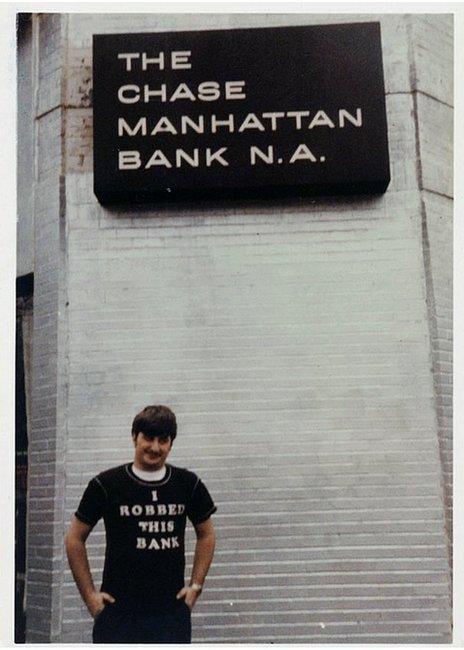 THE
CHASE
MANHATTAN
BANK N.A.
I
ROBBED
THIS
BANK